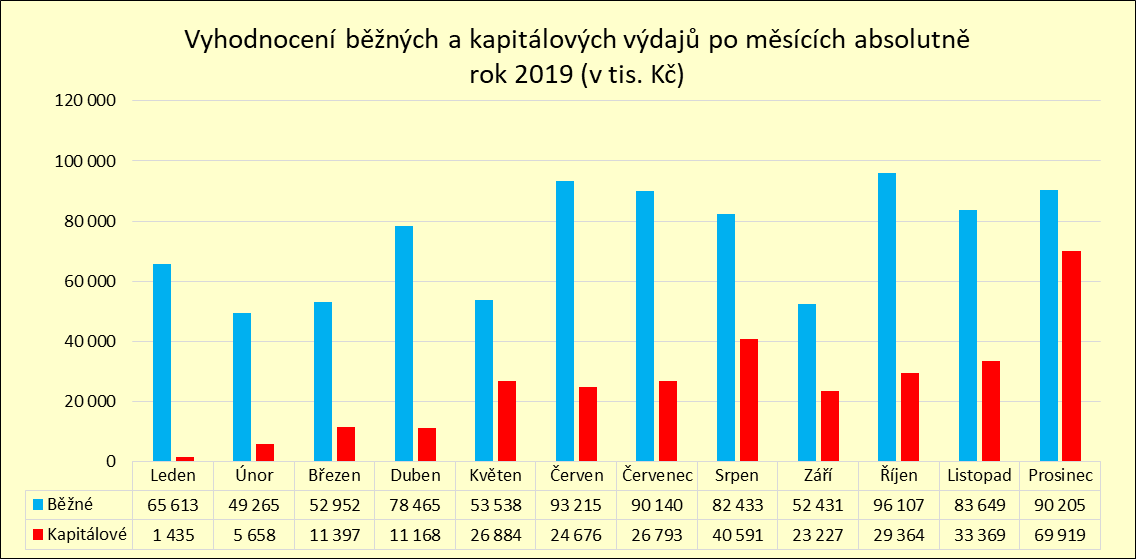 Vyhodnocení běžných a kapitálových výdajů po měsících absolutně
rok 2019 (v tis. Kč)
120 000
100 000
80 000
60 000
40 000
20 000
0
Leden Únor Březen Duben Květen Červen Červenec Srpen Září Říjen Listopad Prosinec
Běžné 65 613 49 265 52 952 78 465 53 538 93 215 90 140 82 433 52 431 96 107 83 649 90 205
Kapitálové 1 435 5 658 11 397 11 168 26 884 24 676 26 793 40 591 23 227 29 364 33 369 69 919